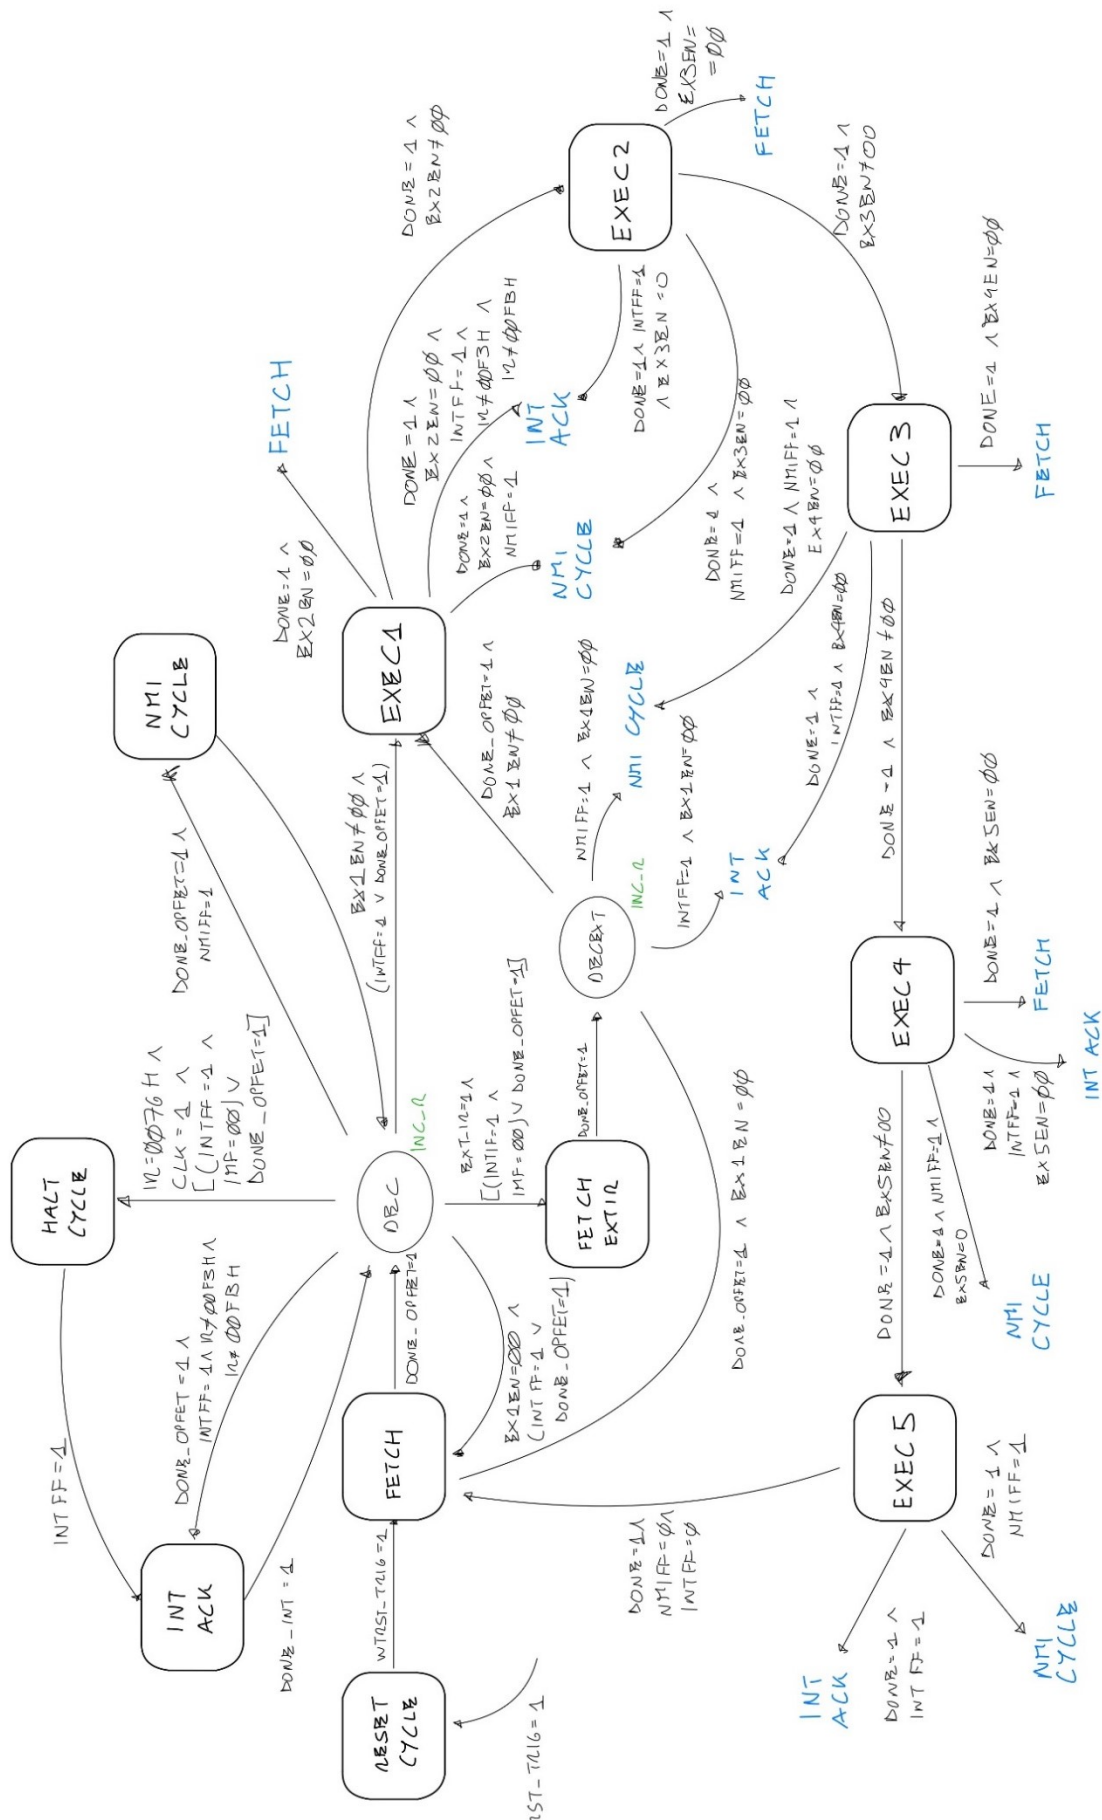 RST_TRIG=1
RESET
CYCLE
WTRST_TRIG=1
FETCH
DONE_OPFET=1
INT
ACK
DONE_INT=1
INTFF=1
DONE_OPFET=1 ∧
INTFF=1 ∧ IR≠00F3H ∧
IR≠00FBH
HALT
CYCLE
IR=0076H ∧
CLK=1 ∧
[(INTFF=1 ∧
IMF=00) ∨
DONE_OPFET=1]
DEC
INC_R
EX1EN=00 ∧
(INTFF=1 ∨
DONE_OPFET=1)
EXT_IR=1 ∧
[(INTFF=1 ∧
IMF=00) ∨ DONE_OPFET=1]
FETCH
EXTIR
DONE_OPFET=1
DECEXT
INC_R
DONE_OPFET=1 ∧ EX1EN=00
DONE_OPFET=1 ∧
NMIFF=1
NMI
CYCLE
EX1EN≠00 ∧
(INTFF=1 ∨ DONE_OPFET=1)
DONE_OPFET=1 ∧
EX1EN≠00
NMIFF=1 ∧ EX1EN=00
NMI CYCLE
INTFF=1 ∧ EX1EN=00
INT
ACK
EXEC1
DONE=1 ∧
EX2EN=00
FETCH
DONE=1 ∧
EX2EN≠00
DONE=1 ∧
EX2EN=00 ∧
INTFF=1 ∧
IR≠00F3H ∧
IR≠00FBH
INT
ACK
DONE=1 ∧
EX2EN=00 ∧
NMIFF=1
NMI
CYCLE
EXEC2
DONE=1 ∧
EX3EN=
=00
FETCH
DONE=1 ∧ INTFF=1
∧ EX3EN=0
DONE=1 ∧
NMIFF=1 ∧ EX3EN=00
DONE=1 ∧
EX3EN≠00
EXEC3
DONE=1 ∧ EX4EN=00
FETCH
DONE=1 ∧ NMIFF=1 ∧
EX4EN=00
DONE=1 ∧
INTFF=1 ∧ EX4EN=00
DONE=1 ∧ EX4EN≠00
EXEC4
DONE=1 ∧ EX5EN=00
FETCH
DONE=1 ∧
INTFF=1 ∧
EX5EN=00
INT ACK
DONE=1 ∧ NMIFF=1 ∧
EX5EN=0
NMI
CYCLE
DONE=1 ∧ EX5EN≠00
EXEC5
DONE=1 ∧
NMIFF=0 ∧
INTFF=0
DONE=1 ∧
INTFF=1
INT
ACK
DONE=1 ∧
NMIFF=1
NMI
CYCLE